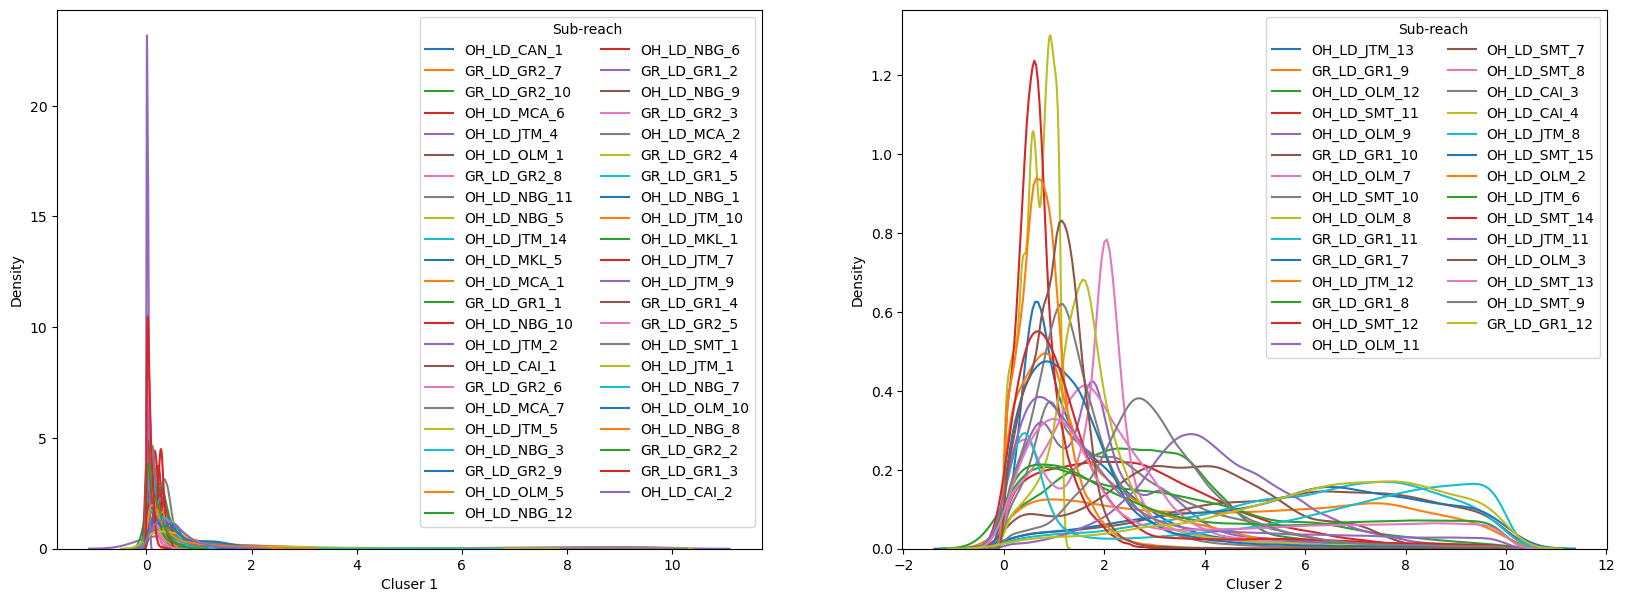 Density
20
15
10
5
0
0
2
4
6
8
10
Cluser 1
Sub-reach
OH_LD_CAN_1
GR_LD_GR2_7
GR_LD_GR2_10
OH_LD_MCA_6
OH_LD_JTM_4
OH_LD_OLM_1
GR_LD_GR2_8
OH_LD_NBG_11
OH_LD_NBG_5
OH_LD_JTM_14
OH_LD_MKL_5
OH_LD_MCA_1
GR_LD_GR1_1
OH_LD_NBG_10
OH_LD_JTM_2
OH_LD_CAI_1
GR_LD_GR2_6
OH_LD_MCA_7
OH_LD_JTM_5
OH_LD_NBG_3
GR_LD_GR2_9
OH_LD_OLM_5
OH_LD_NBG_12
OH_LD_NBG_6
GR_LD_GR1_2
OH_LD_NBG_9
GR_LD_GR2_3
OH_LD_MCA_2
GR_LD_GR2_4
GR_LD_GR1_5
OH_LD_NBG_1
OH_LD_JTM_10
OH_LD_MKL_1
OH_LD_JTM_7
OH_LD_JTM_9
GR_LD_GR1_4
GR_LD_GR2_5
OH_LD_SMT_1
OH_LD_JTM_1
OH_LD_NBG_7
OH_LD_OLM_10
OH_LD_NBG_8
GR_LD_GR2_2
GR_LD_GR1_3
OH_LD_CAI_2
Density
1.2
1.0
0.8
0.6
0.4
0.2
0.0
−2
0
2
4
6
8
10
12
Cluser 2
Sub-reach
OH_LD_JTM_13
GR_LD_GR1_9
OH_LD_OLM_12
OH_LD_SMT_11
OH_LD_OLM_9
GR_LD_GR1_10
OH_LD_OLM_7
OH_LD_SMT_10
OH_LD_OLM_8
GR_LD_GR1_11
GR_LD_GR1_7
OH_LD_JTM_12
GR_LD_GR1_8
OH_LD_SMT_12
OH_LD_OLM_11
OH_LD_SMT_7
OH_LD_SMT_8
OH_LD_CAI_3
OH_LD_CAI_4
OH_LD_JTM_8
OH_LD_SMT_15
OH_LD_OLM_2
OH_LD_JTM_6
OH_LD_SMT_14
OH_LD_JTM_11
OH_LD_OLM_3
OH_LD_SMT_13
OH_LD_SMT_9
GR_LD_GR1_12